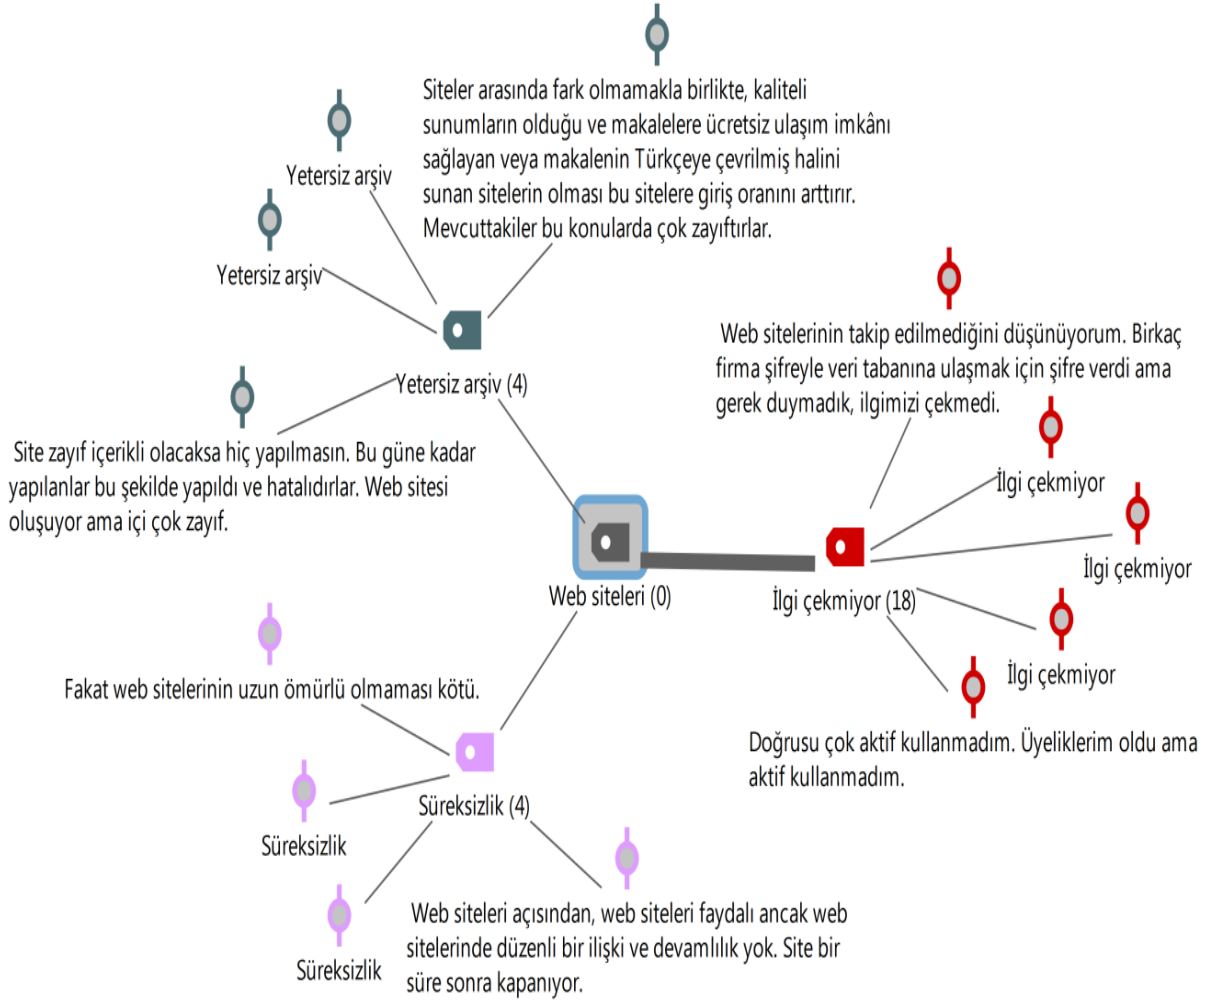 Siteler arasında fark olmamakla birlikte, kaliteli
sunumların olduğu ve makalelere ücretsiz ulaşım imkânı
sağlayan veya makalenin Türkçeye çevrilmiş halini
sunan sitelerin olması bu sitelere giriş oranını arttırır.
Mevcuttakiler bu konularda çok zayıftırlar.
Yetersiz arşiv
Yetersiz arşiv
Yetersiz arşiv (4)
Site zayıf içerikli olacaksa hiç yapılmasın. Bu güne kadar
yapılanlar bu şekilde yapıldı ve hatalıdırlar. Web sitesi
oluşuyor ama içi çok zayıf.
Web sitelerinin takip edilmediğini düşünüyorum. Birkaç
firma şifreyle veri tabanına ulaşmak için şifre verdi ama
gerek duymadık, ilgimizi çekmedi.
İlgi çekmiyor
İlgi çekmiyor
Web siteleri (0)
İlgi çekmiyor (18)
İlgi çekmiyor
Doğrusu çok aktif kullanmadım. Üyeliklerim oldu ama
aktif kullanmadım.
Fakat web sitelerinin uzun ömürlü olmaması kötü.
Süreksizlik (4)
Süreksizlik
Süreksizlik
Web siteleri açısından, web siteleri faydalı ancak web
sitelerinde düzenli bir ilişki ve devamlılık yok. Site bir
süre sonra kapanıyor.